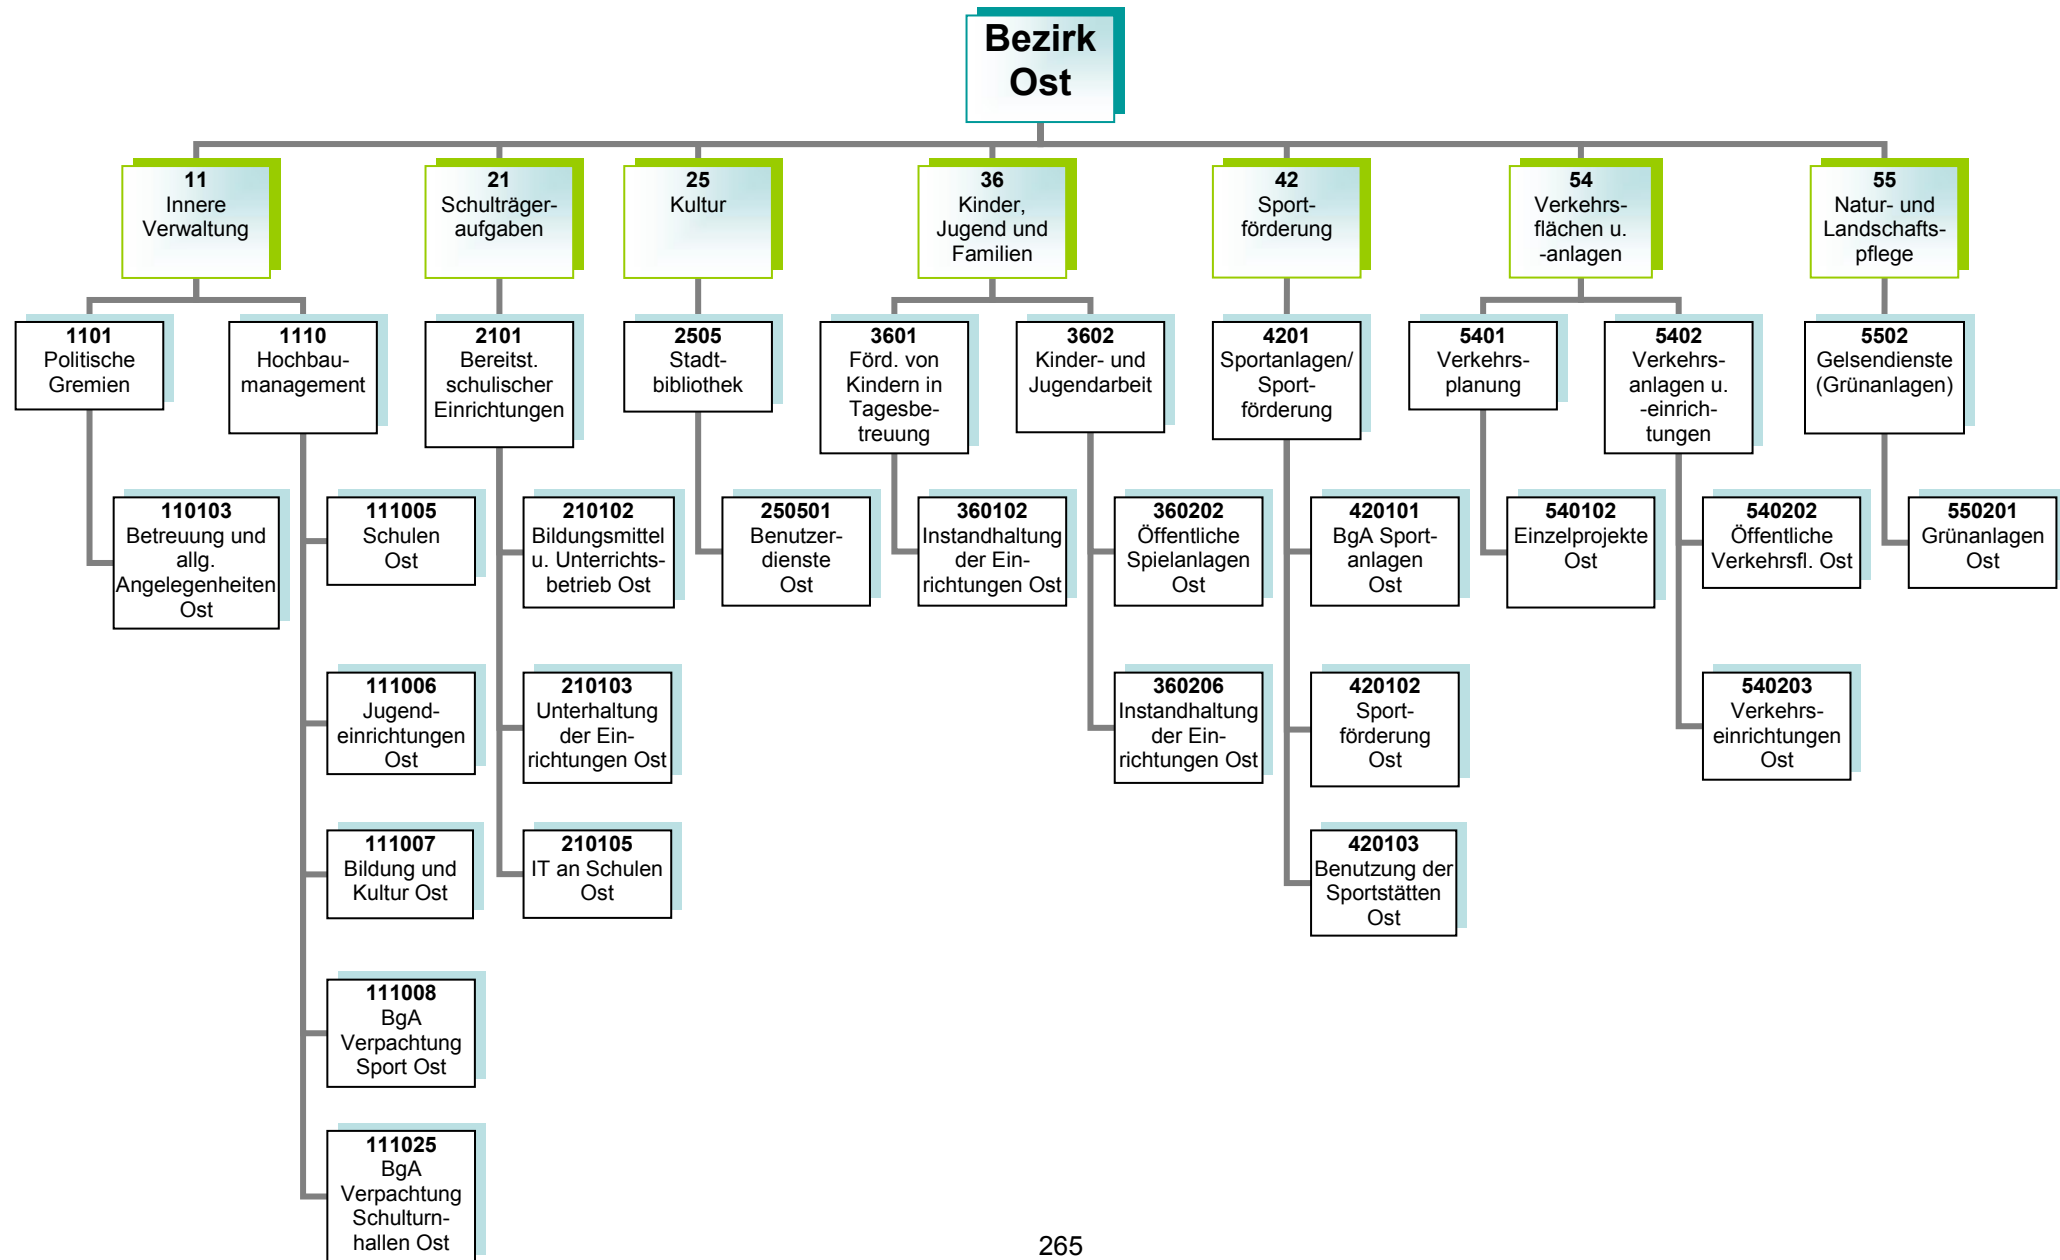 Bezirk
Ost
11
Innere
Verwaltung
21
Schulträger-
aufgaben
25
Kultur
36
Kinder,
Jugend und
Familien
42
Sport-
förderung
54
Verkehrs-
flächen u.
-anlagen
55
Natur- und
Landschafts-
pflege
1101
Politische
Gremien
1110
Hochbau-
management
2101
Bereitst.
schulischer
Einrichtungen
2505
Stadt-
bibliothek
3601
Förd. von
Kindern in
Tagesbe-
treuung
3602
Kinder- und
Jugendarbeit
4201
Sportanlagen/
Sport-
förderung
5401
Verkehrs-
planung
5402
Verkehrs-
anlagen u.
-einrich-
tungen
5502
Gelsendienste
(Grünanlagen)
110103
Betreuung und
allg.
Angelegenheiten
Ost
111005
Schulen
Ost
210102
Bildungsmittel
u. Unterrichts-
betrieb Ost
250501
Benutzer-
dienste
Ost
360102
Instandhaltung
der Ein-
richtungen Ost
360202
Öffentliche
Spielanlagen
Ost
420101
BgA Sport-
anlagen
Ost
540102
Einzelprojekte
Ost
540202
Öffentliche
Verkehrsfl. Ost
550201
Grünanlagen
Ost
111006
Jugend-
einrichtungen
Ost
210103
Unterhaltung
der Ein-
richtungen Ost
360206
Instandhaltung
der Ein-
richtungen Ost
420102
Sport-
förderung
Ost
540203
Verkehrs-
einrichtungen
Ost
111007
Bildung und
Kultur Ost
210105
IT an Schulen
Ost
420103
Benutzung der
Sportstätten
Ost
111008
BgA
Verpachtung
Sport Ost
111025
BgA
Verpachtung
Schulturn-
hallen Ost
265